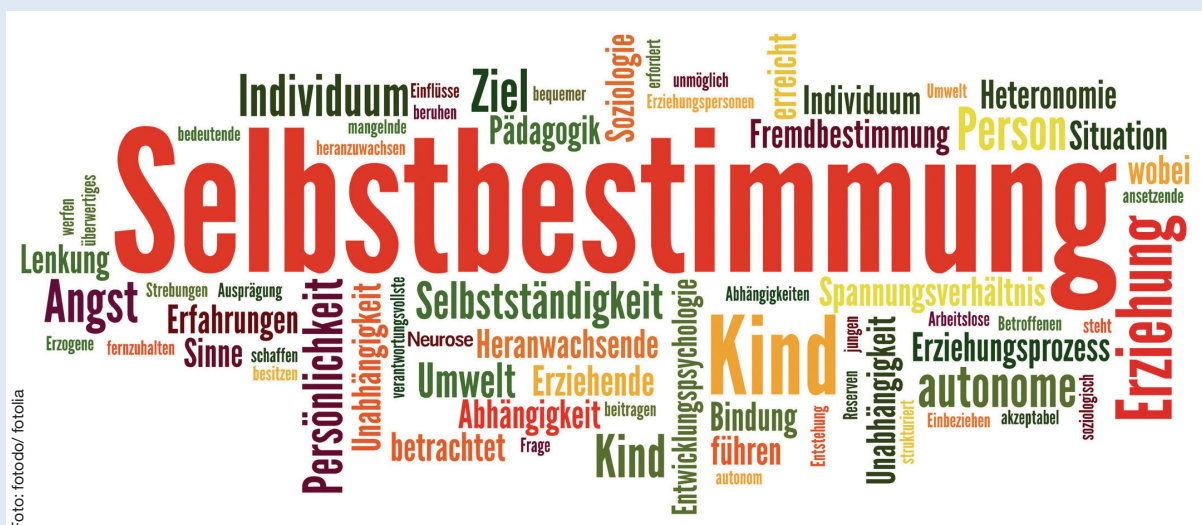 Individuum
Einflüsse
beruhen
Ziel
bequemer
Soziologie
erfordert
unmöglich
Erziehungspersonen
erreicht
Individuum
Umwelt
Heteronomie
bedeutende
mangelnde
heranzuwachsen
Pädagogik
Fremdbestimmung
Person
Situation
Selbstbestimmung
wobei
ansetzende
werfen
überwertiges
Lenkung
Erziehung
Angst
Strebungen
Ausprägung
Erfahrungen
Erzogene
fernzuhalten
Sinne
schaffen
besitzen
Persönlichkeit
Unabhängigkeit
verantwortungsvollste
Selbstständigkeit
Neurose
Heranwachsende
Umwelt
Erziehende
Abhängigkeit
beitragen
betrachtet
Frage
Kind
Entwicklungspsychologie
Abhängigkeiten
Spannungsverhältnis
Kind
jungen
Arbeitslose
Betroffenen
steht
Erziehungsprozess
Unabhängigkeit
autonome
Bindung
führen
autonom
Entstehung
Reserven
strukturiert
Einbeziehen
akzeptabel
soziologisch
Foto: fotodo/ fotolia